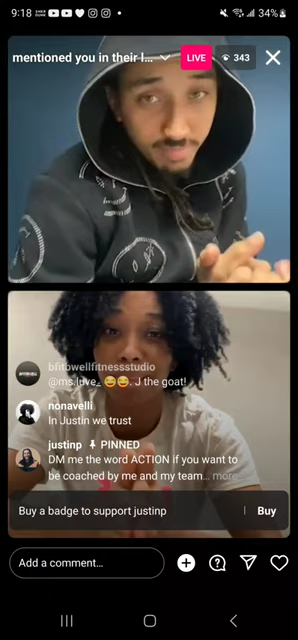 9:18
34%
mentioned you in their l...
LIVE
343
bfitbwellfitnessstudio
@ms.luve_ 😂😂. J the goat!
nonavelli
In Justin we trust
justinp PINNED
DM me the word ACTION if you want to
be coached by me and my team... more
Buy a badge to support justinp
Buy
Add a comment...